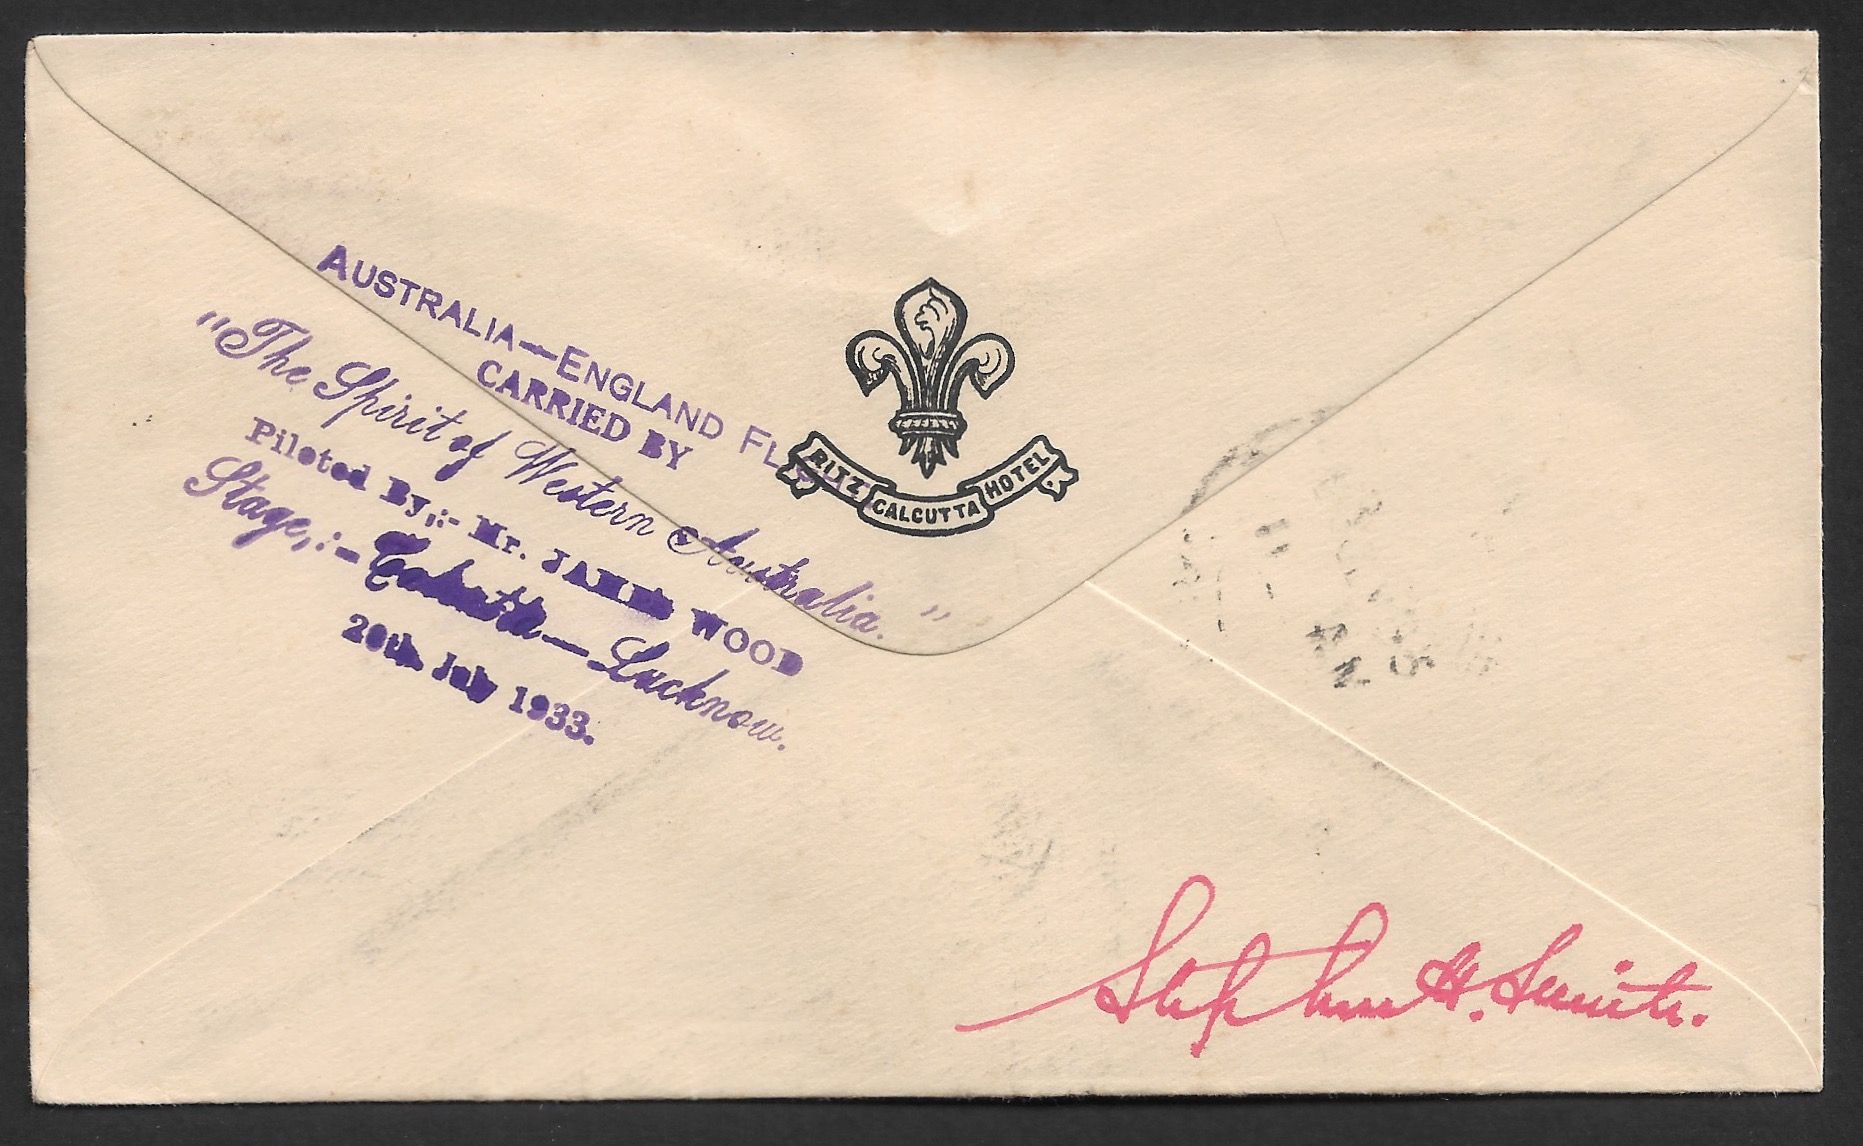 AUSTRALIA—ENGLAND FLIGHT
CARRIED BY
"The Spirit of Western Australia."
Piloted By,:- Mr. JAMES WOOD
Stage,:- Calcutta—Lucknow.
20th July 1933.
RITZ CALCUTTA HOTEL
Stephen H. Smith.